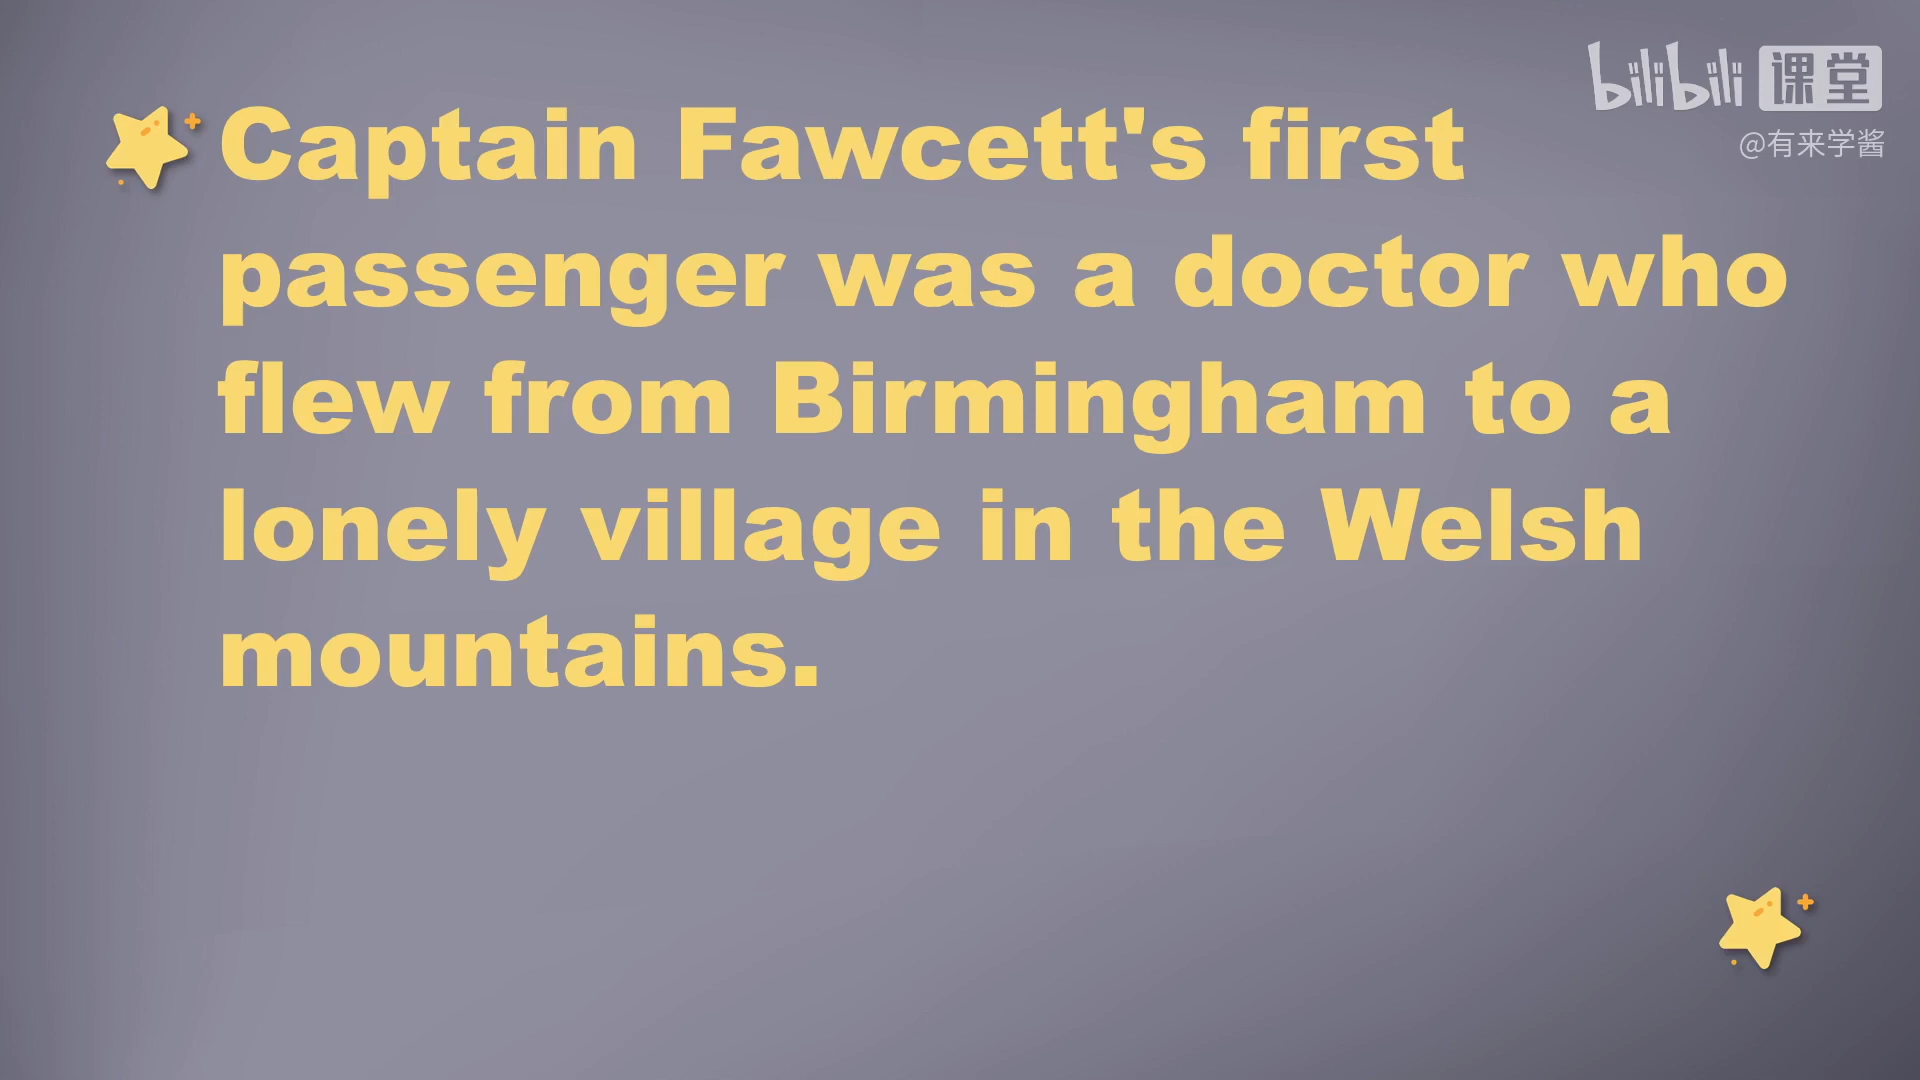 bilibili 课堂
@有来学酱
Captain Fawcett's first
passenger was a doctor who
flew from Birmingham to a
lonely village in the Welsh
mountains.